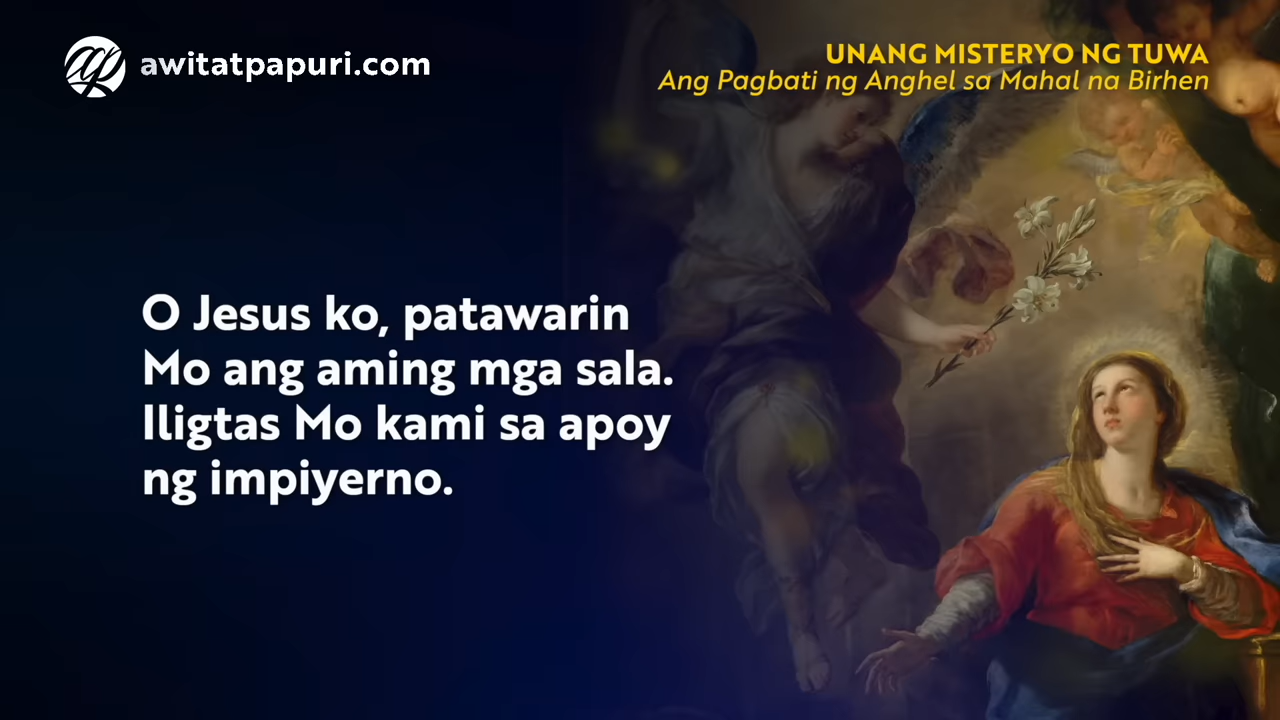 awitatpapuri.com
UNANG MISTERYO NG TUWA
Ang Pagbati ng Anghel sa Mahal na Birhen
O Jesus ko, patawarin
Mo ang aming mga sala.
Iligtas Mo kami sa apoy
ng impiyerno.